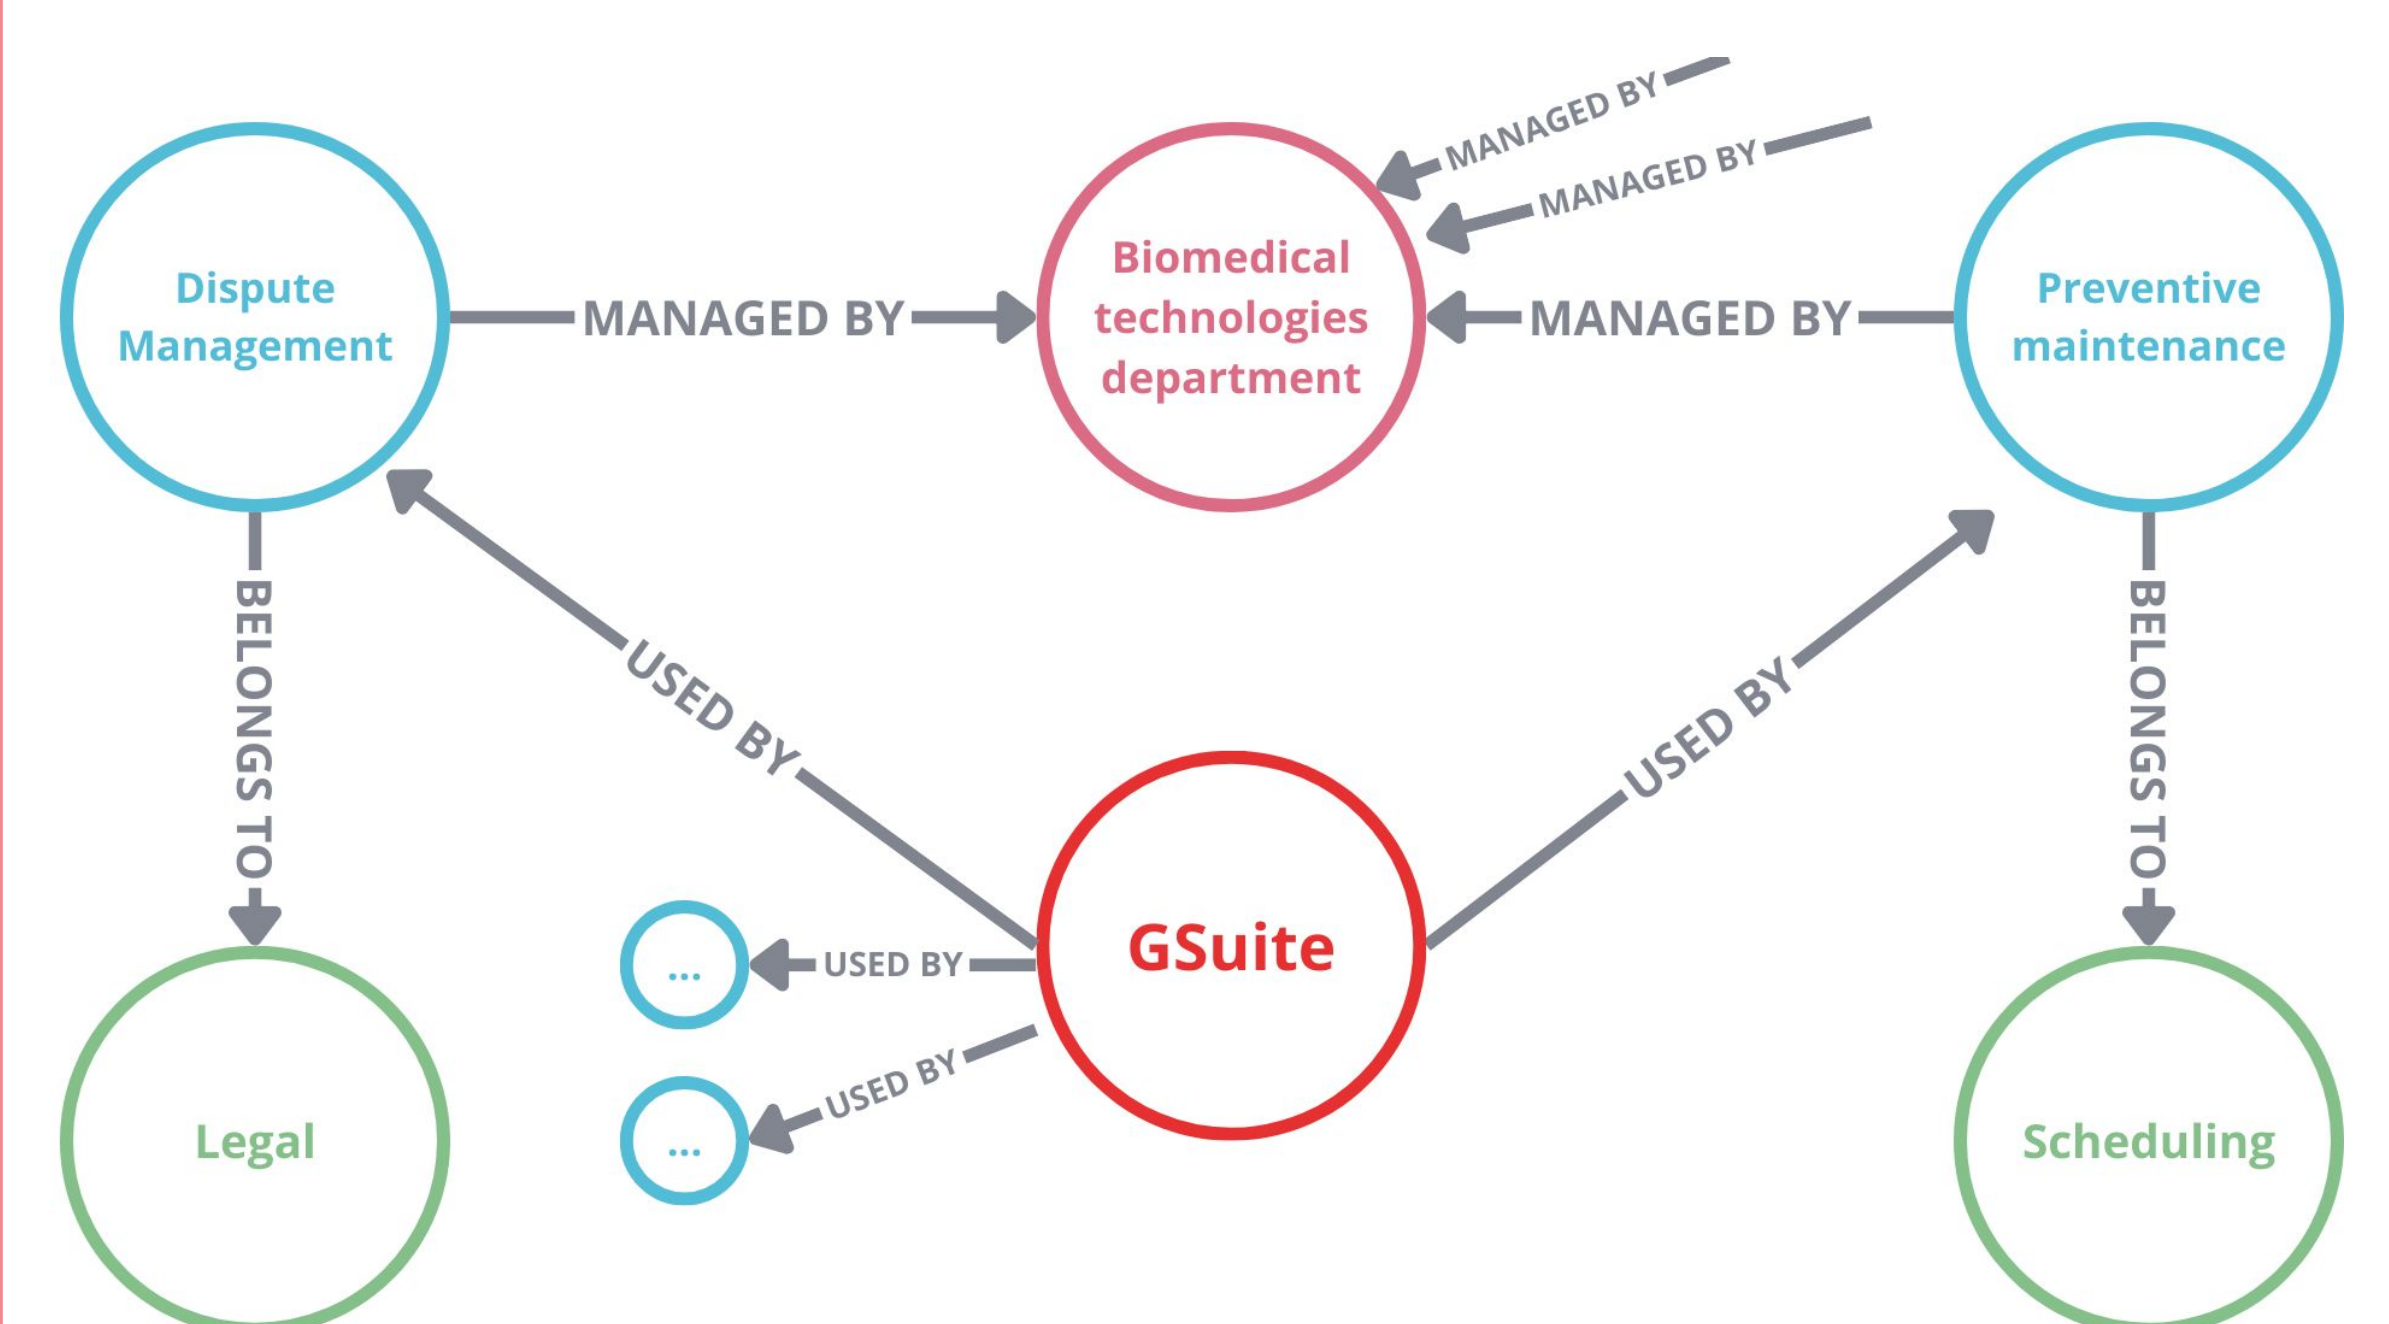 MANAGED BY
MANAGED BY
Dispute
Management
MANAGED BY
Biomedical
technologies
department
MANAGED BY
Preventive
maintenance
BELONGS TO
USED BY
USED BY
BELONGS TO
GSuite
...
USED BY
...
USED BY
Legal
Scheduling